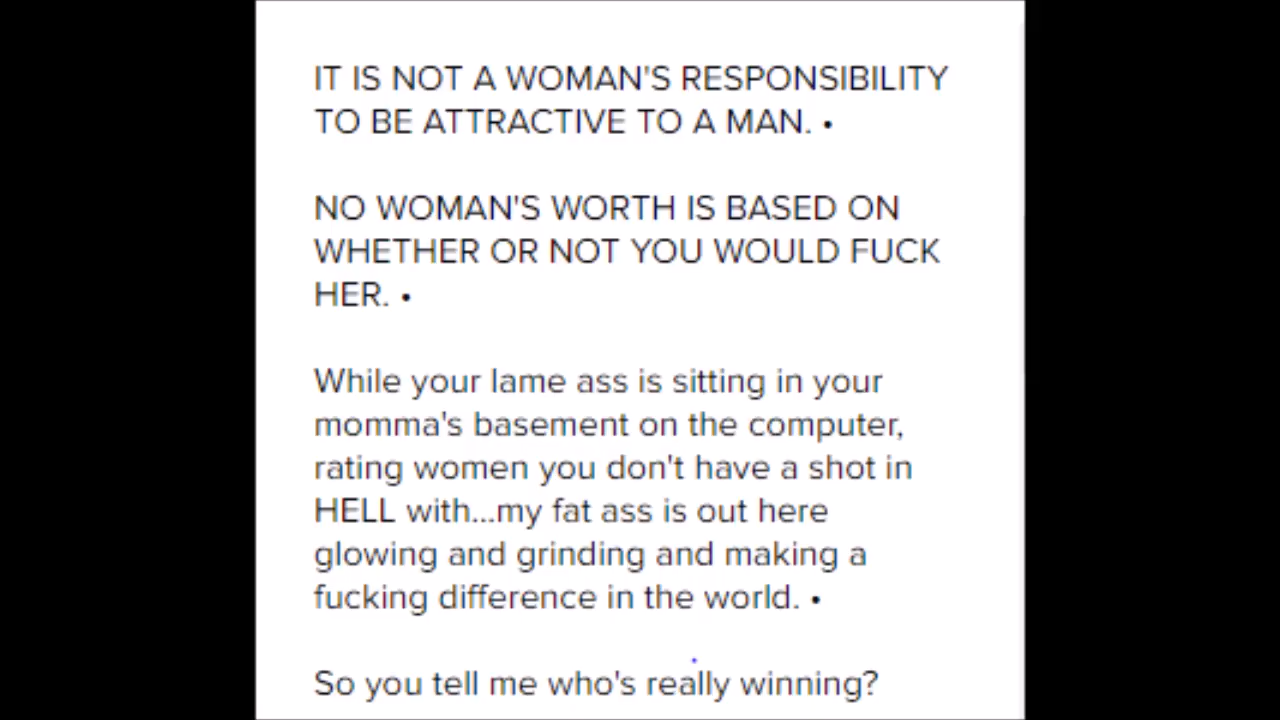 IT IS NOT A WOMAN'S RESPONSIBILITY
TO BE ATTRACTIVE TO A MAN. •
NO WOMAN'S WORTH IS BASED ON
WHETHER OR NOT YOU WOULD FUCK
HER. •
While your lame ass is sitting in your
momma's basement on the computer,
rating women you don't have a shot in
HELL with...my fat ass is out here
glowing and grinding and making a
fucking difference in the world. •
So you tell me who's really winning?